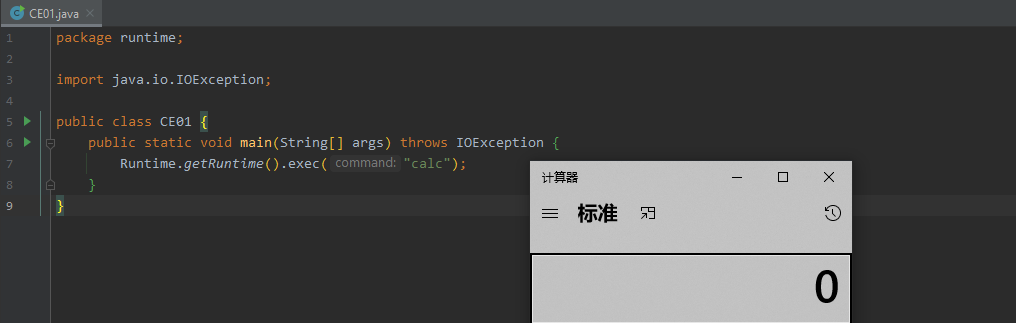 CE01.java
1 package runtime;
2
3 import java.io.IOException;
4
5 public class CE01 {
6 public static void main(String[] args) throws IOException {
7 Runtime.getRuntime().exec( command: "calc");
8 }
9 }
计算器
标准
0